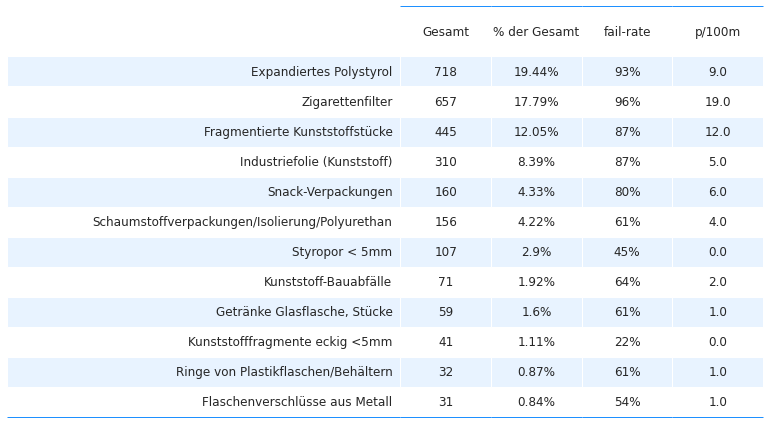 Gesamt % der Gesamt fail-rate p/100m
Expandiertes Polystyrol 718 19.44% 93% 9.0
Zigarettenfilter 657 17.79% 96% 19.0
Fragmentierte Kunststoffstücke 445 12.05% 87% 12.0
Industriefolie (Kunststoff) 310 8.39% 87% 5.0
Snack-Verpackungen 160 4.33% 80% 6.0
Schaumstoffverpackungen/Isolierung/Polyurethan 156 4.22% 61% 4.0
Styropor < 5mm 107 2.9% 45% 0.0
Kunststoff-Bauabfälle 71 1.92% 64% 2.0
Getränke Glasflasche, Stücke 59 1.6% 61% 1.0
Kunststofffragmente eckig <5mm 41 1.11% 22% 0.0
Ringe von Plastikflaschen/Behältern 32 0.87% 61% 1.0
Flaschenverschlüsse aus Metall 31 0.84% 54% 1.0